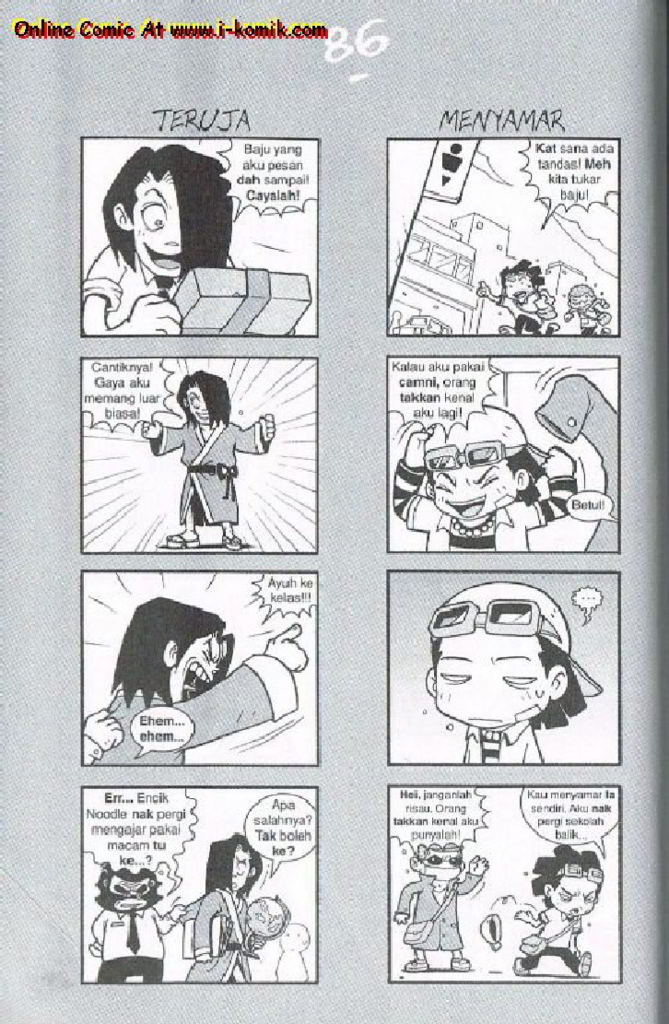 Online Comic At www.i-komik.com
86
TERUJA
Baju yang
aku pesan
dah sampai!
Cayalah!
Cantiknya!
Gaya aku
memang luar
biasa!
Ayuh ke
kelas!!!
Ehem...
ehem...
Err... Encik
Noodle nak pergi
mengajar pakai
macam tu
ke...?
Apa
salahnya?
Tak boleh
ke?
MENYAMAR
Kat sana ada
tandas! Meh
kita tukar
baju!
Kalau aku pakai
camni, orang
takkan kenal
aku lagi!
Betul!
...
Hei, janganlah
risau. Orang
takkan kenal aku
punyalah!
Kau menyamar la
sendiri. Aku nak
pergi sekolah
balik...